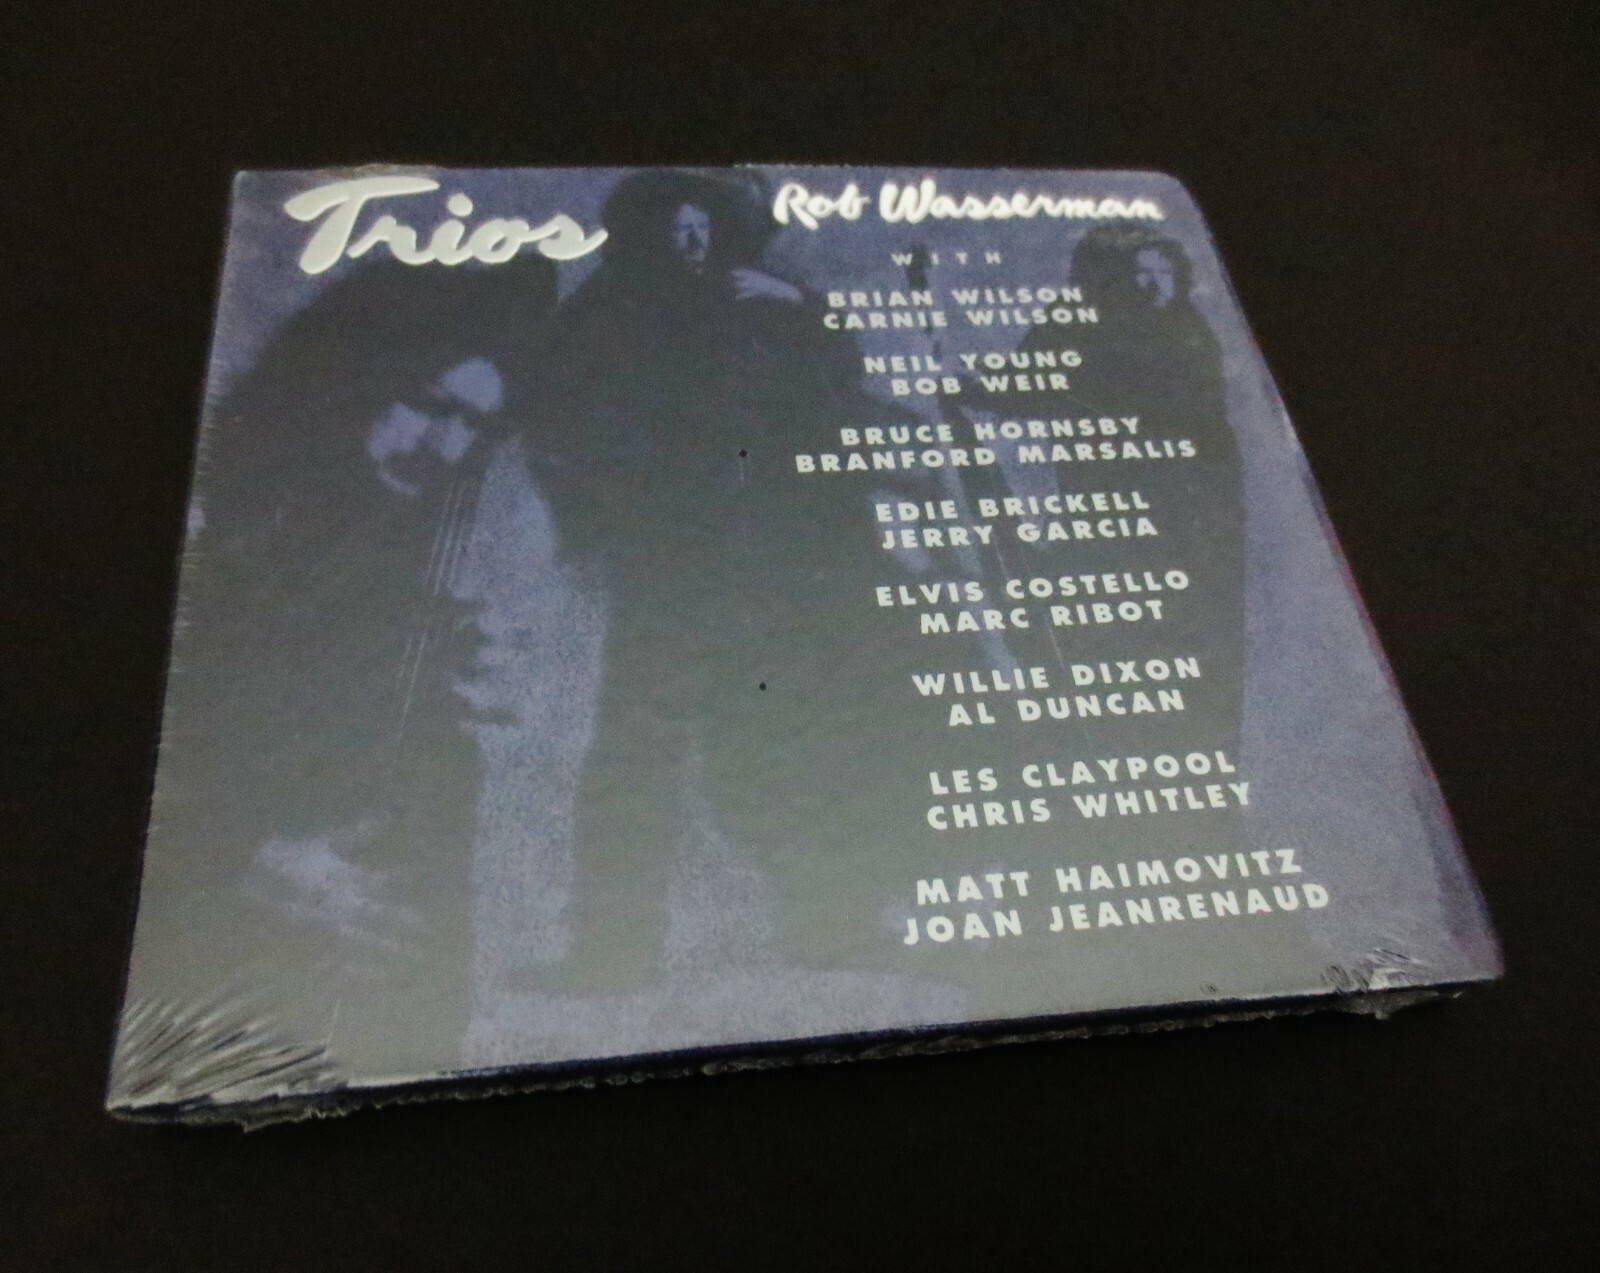 Trios
Rob Wasserman
WITH
BRIAN WILSON
CARNIE WILSON
NEIL YOUNG
BOB WEIR
BRUCE HORNSBY
BRANFORD MARSALIS
EDIE BRICKELL
JERRY GARCIA
ELVIS COSTELLO
MARC RIBOT
WILLIE DIXON
AL DUNCAN
LES CLAYPOOL
CHRIS WHITLEY
MATT HAIMOVITZ
JOAN JEANRENAUD